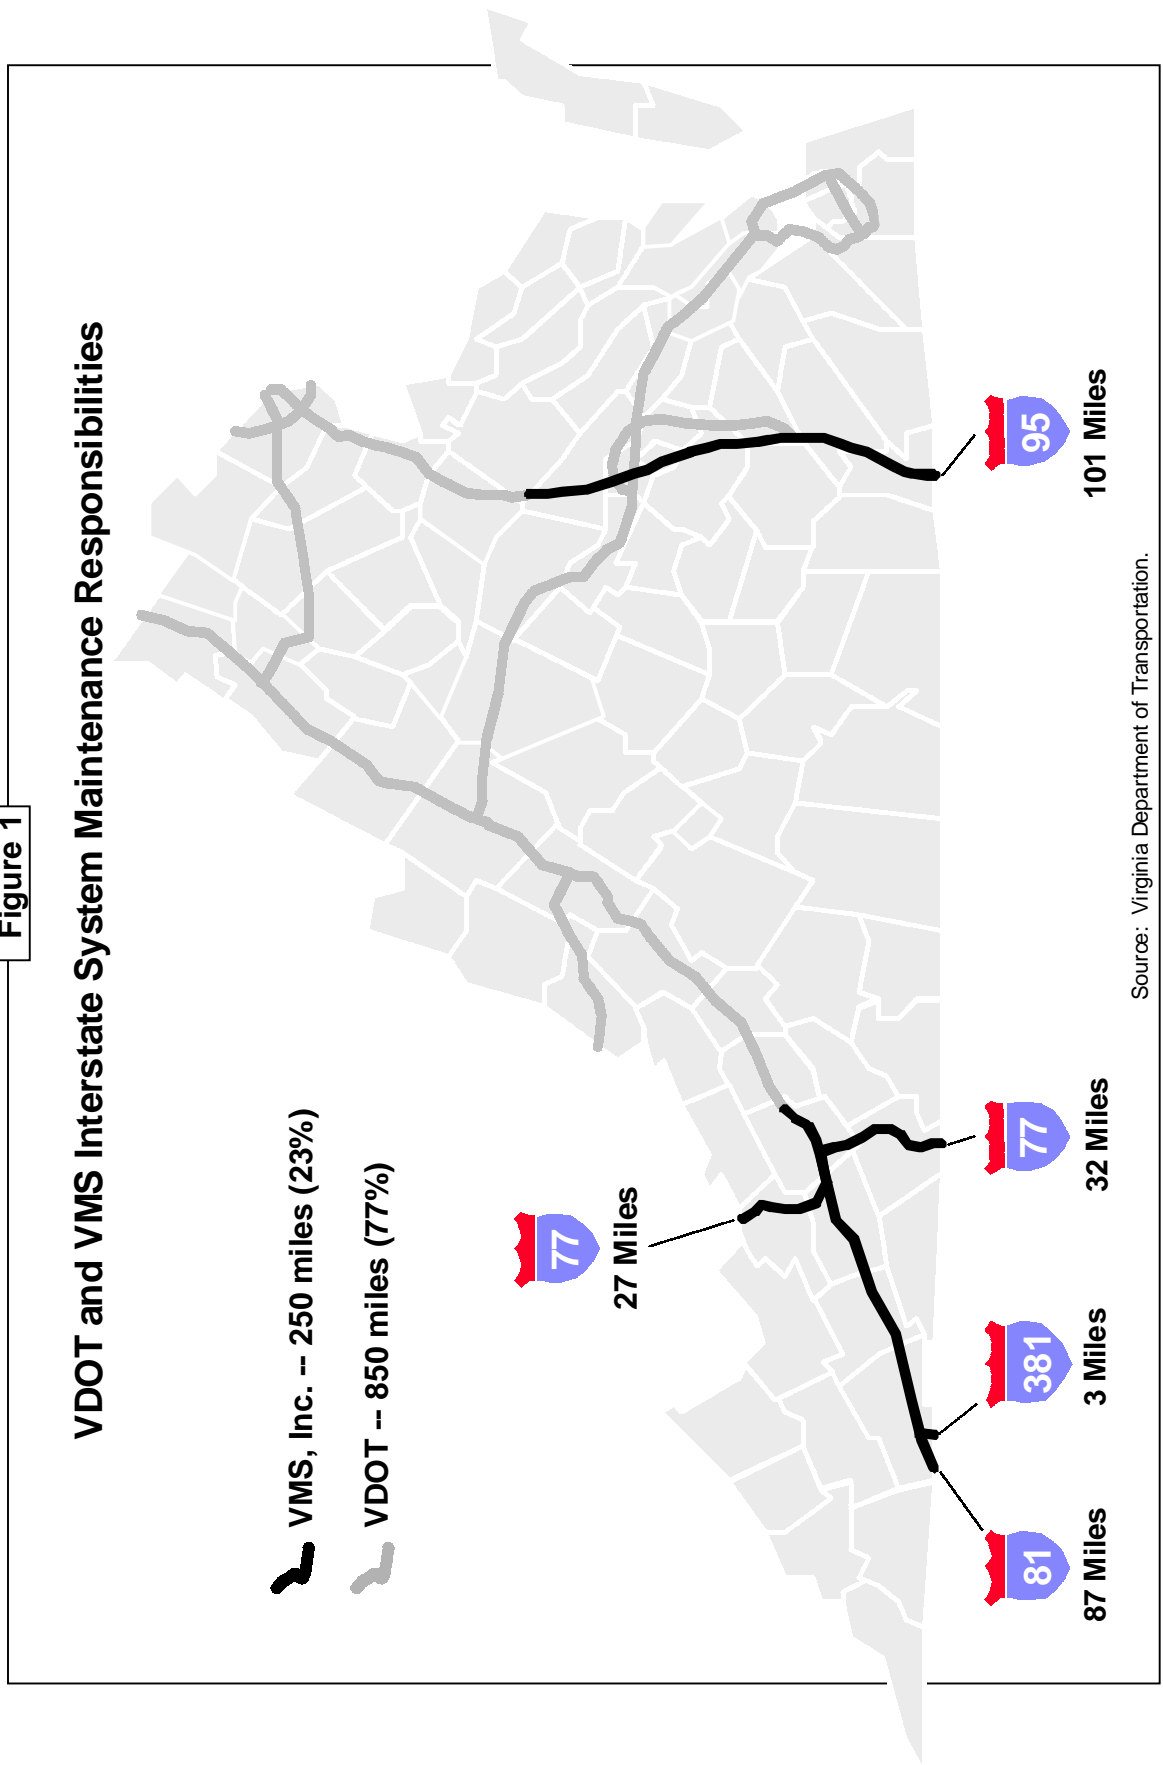 Figure 1
VDOT and VMS Interstate System Maintenance Responsibilities
VMS, Inc. -- 250 miles (23%)
VDOT -- 850 miles (77%)
77
27 Miles
81
87 Miles
381
3 Miles
77
32 Miles
95
101 Miles
Source: Virginia Department of Transportation.